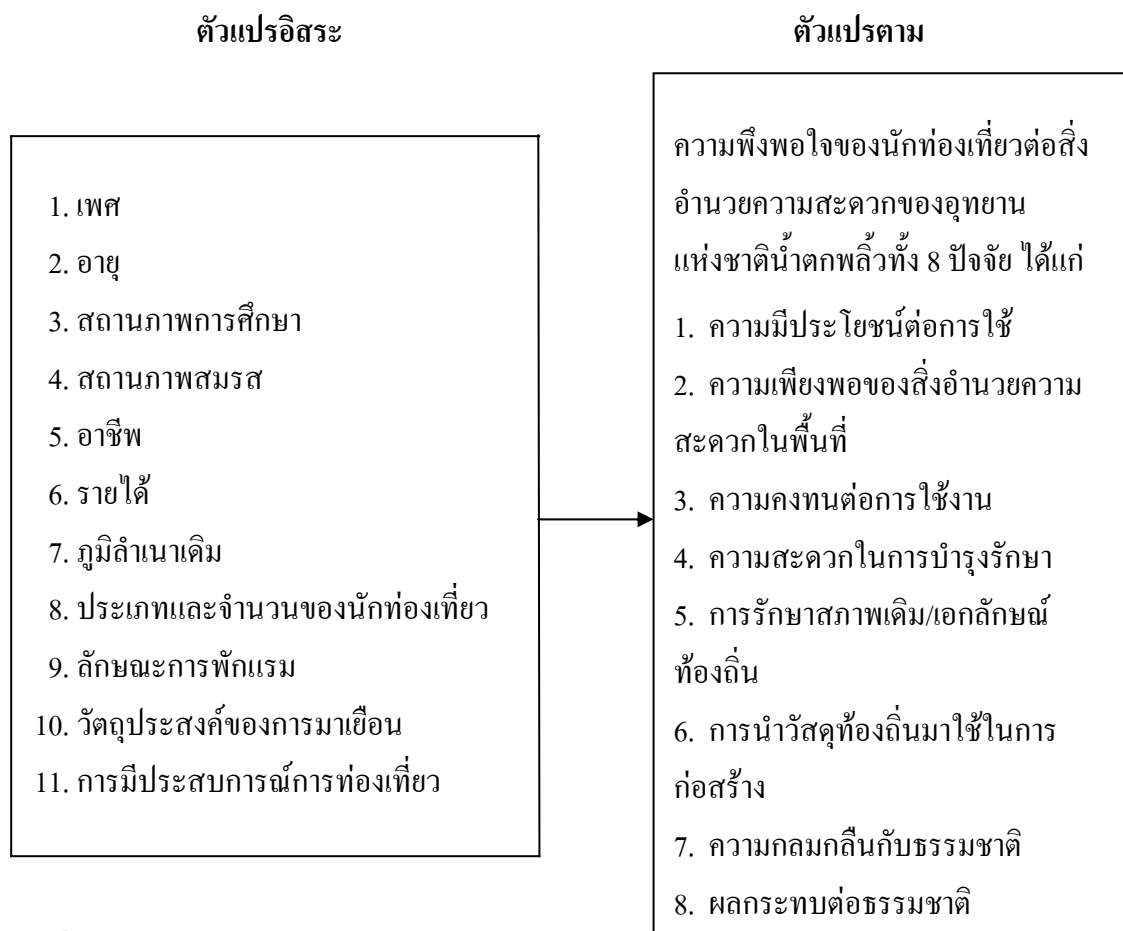 ตัวแปรอิสระ
ตัวแปรตาม
1. เพศ
2. อายุ
3. สถานภาพการศึกษา
4. สถานภาพสมรส
5. อาชีพ
6. รายได้
7. ภูมิลำเนาเดิม
8. ประเภทและจำนวนของนักท่องเที่ยว
9. ลักษณะการพักแรม
10. วัตถุประสงค์ของการมาเยือน
11. การมีประสบการณ์การท่องเที่ยว
ความพึงพอใจของนักท่องเที่ยวต่อสิ่ง
อำนวยความสะดวกของอุทยาน
แห่งชาติน้ำตกพลิ้วทั้ง 8 ปัจจัย ได้แก่
1. ความมีประโยชน์ต่อการใช้
2. ความเพียงพอของสิ่งอำนวยความ
สะดวกในพื้นที่
3. ความคงทนต่อการใช้งาน
4. ความสะดวกในการบำรุงรักษา
5. การรักษาสภาพเดิม/เอกลักษณ์
ท้องถิ่น
6. การนำวัสดุท้องถิ่นมาใช้ในการ
ก่อสร้าง
7. ความกลมกลืนกับธรรมชาติ
8. ผลกระทบต่อธรรมชาติ